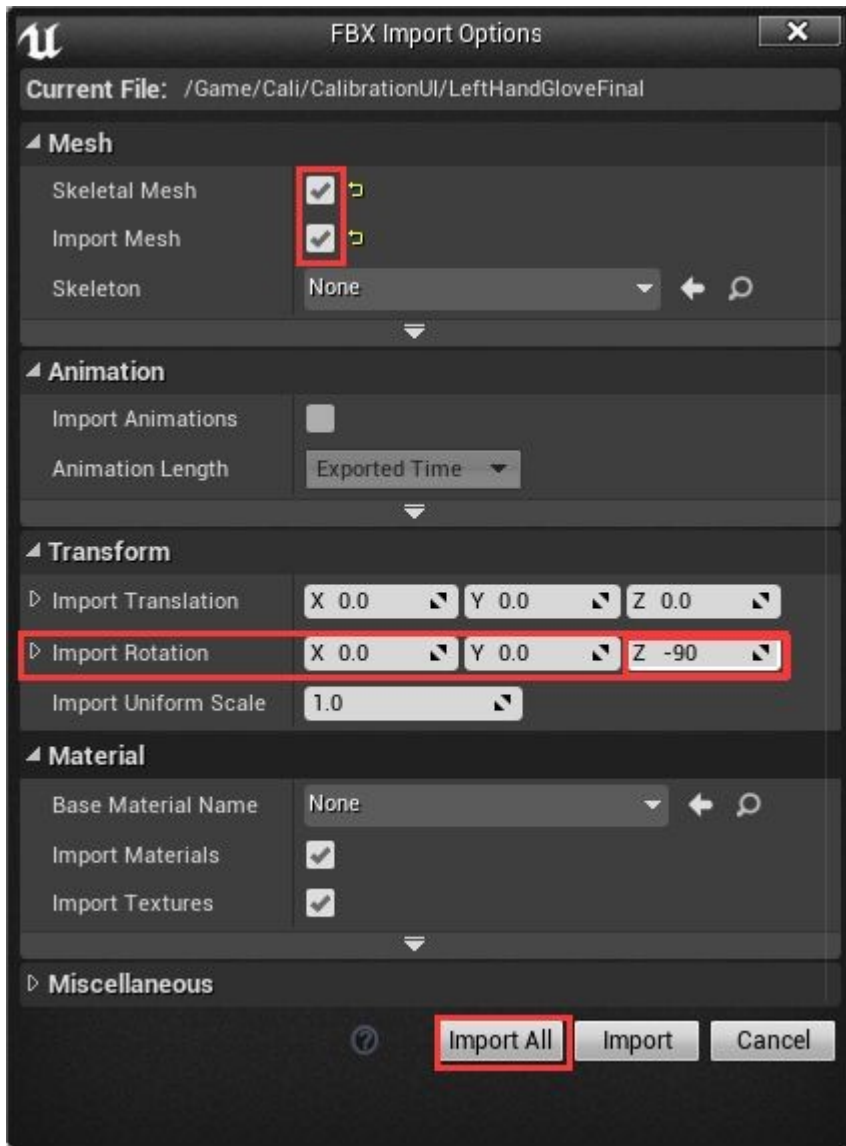 FBX Import Options
Current File: /Game/Cali/CalibrationUI/LeftHandGloveFinal
Mesh
Skeletal Mesh
Import Mesh
Skeleton None
Animation
Import Animations
Animation Length Exported Time
Transform
Import Translation X 0.0 Y 0.0 Z 0.0
Import Rotation X 0.0 Y 0.0 Z -90
Import Uniform Scale 1.0
Material
Base Material Name None
Import Materials
Import Textures
Miscellaneous
? Import All Import Cancel